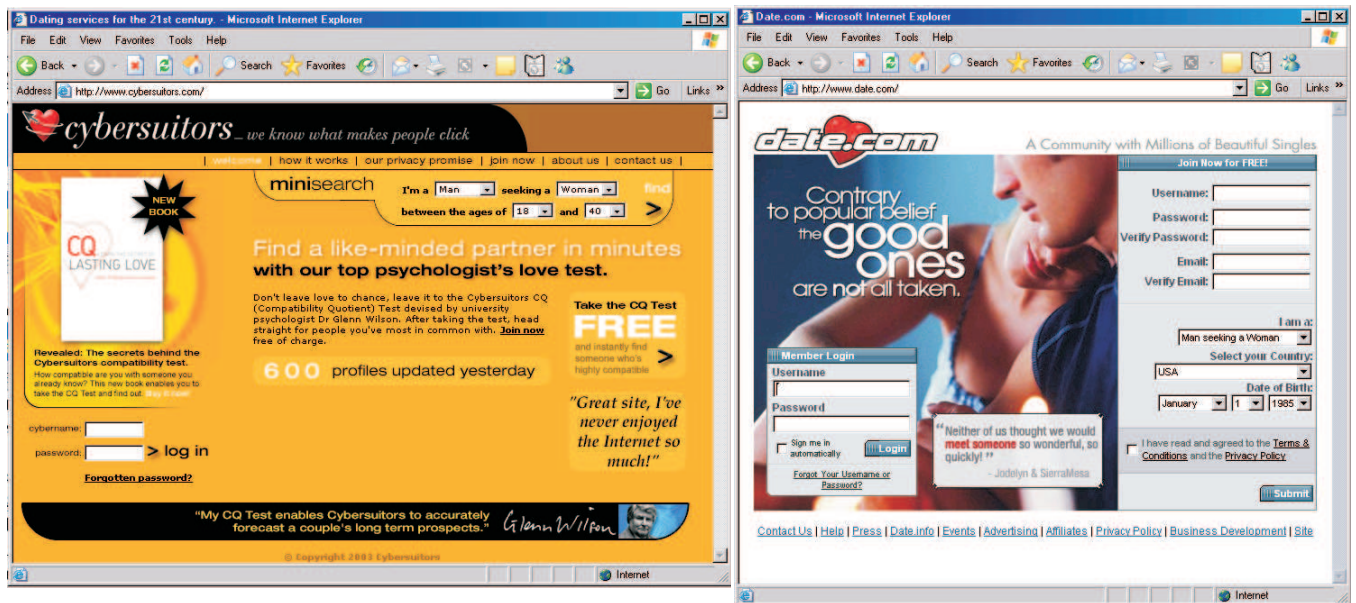 Dating services for the 21st century. - Microsoft Internet Explorer
File Edit View Favorites Tools Help
Back Search Favorites
Address http://www.cybersuitors.com/ Go Links »
cybersuitors_ we know what makes people click
| welcome | how it works | our privacy promise | join now | about us | contact us |
NEW
BOOK
CQ
LASTING LOVE
minisearch
I'm a Man seeking a Woman find
between the ages of 18 and 40 >
Find a like-minded partner in minutes
with our top psychologist's love test.
Don't leave love to chance, leave it to the Cybersuitors CQ
(Compatibility Quotient) Test devised by university
psychologist Dr Glenn Wilson. After taking the test, head
straight for people you've most in common with. Join now
free of charge.
600 profiles updated yesterday
Take the CQ Test
FREE
and instantly find
someone who's
highly compatible >
"Great site, I've
never enjoyed
the Internet so
much!"
Revealed: The secrets behind the
Cybersuitors compatibility test.
How compatible are you with someone you
already know? This new book enables you to
take the CQ Test and find out.
cybername:
password: > log in
Forgotten password?
"My CQ Test enables Cybersuitors to accurately
forecast a couple's long term prospects."
Glenn Wilson
© Copyright 2003 Cybersuitors
Internet
Date.com - Microsoft Internet Explorer
File Edit View Favorites Tools Help
Back Search Favorites
Address http://www.date.com/ Go Links »
date.com
A Community with Millions of Beautiful Singles
Contrary
to popular belief
the good
ones
are not all taken.
Member Login
Username
Password
Sign me in
automatically
Login
Forgot Your Username or
Password?
"Neither of us thought we would
meet someone so wonderful, so
quickly! "
- Jodolyn & SierraMosa
Join Now for FREE!
Username:
Password:
Verify Password:
Email:
Verify Email:
I am a:
Man seeking a Woman
Select your Country:
USA
Date of Birth:
January 1 1985
I have read and agreed to the Terms &
Conditions and the Privacy Policy
Submit
Contact Us | Help | Press | Date.info | Events | Advertising | Affiliates | Privacy Policy | Business Development | Site
Internet